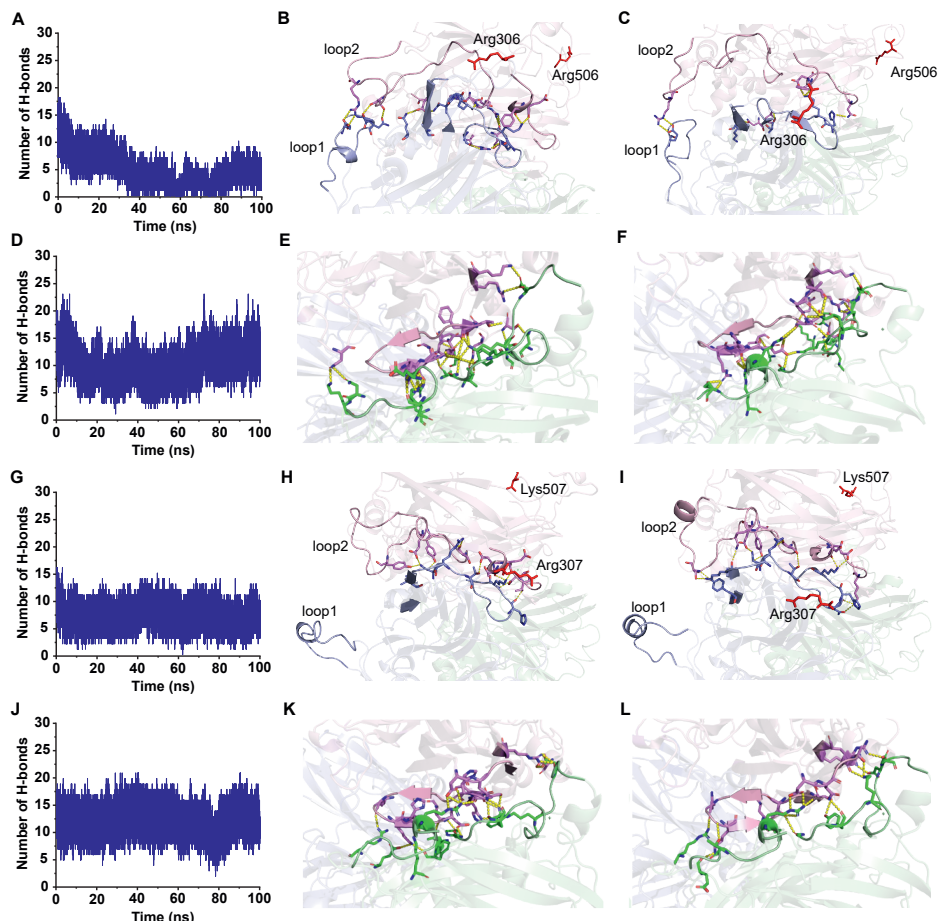 A
Number of H-bonds
30
25
20
15
10
5
0
0 20 40 60 80 100
Time (ns)
B
loop2
Arg306
Arg506
loop1
C
loop2
Arg506
loop1
Arg306
D
Number of H-bonds
30
25
20
15
10
5
0
0 20 40 60 80 100
Time (ns)
E
F
G
Number of H-bonds
30
25
20
15
10
5
0
0 20 40 60 80 100
Time (ns)
H
Lys507
loop2
Arg307
loop1
I
Lys507
loop2
loop1
Arg307
J
Number of H-bonds
30
25
20
15
10
5
0
0 20 40 60 80 100
Time (ns)
K
L